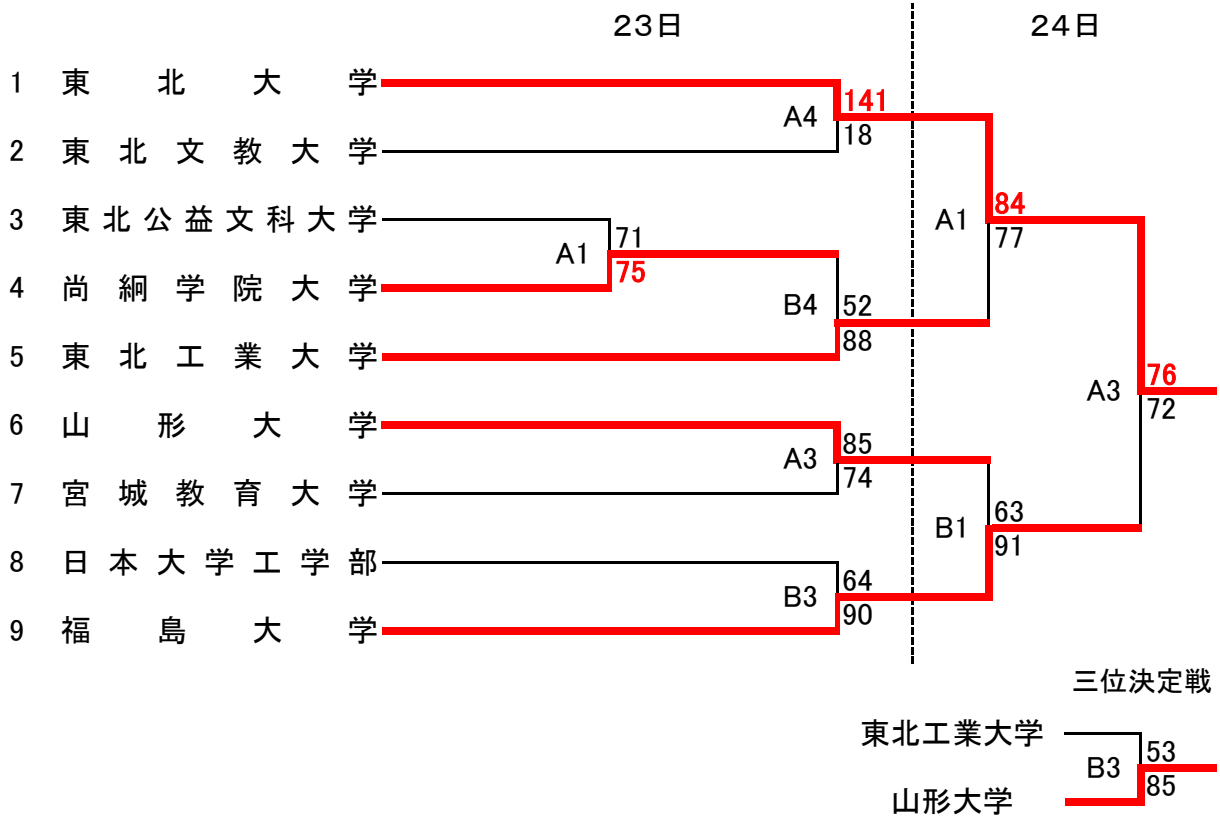 23日 24日
1 東北大学
141
A4
18
2 東北文教大学
84
A1
77
3 東北公益文科大学
71
A1
75
4 尚絅学院大学
52
B4
88
5 東北工業大学
76
A3
72
6 山形大学
85
A3
74
7 宮城教育大学
63
B1
91
8 日本大学工学部
64
B3
90
9 福島大学
三位決定戦
東北工業大学
53
B3
85
山形大学